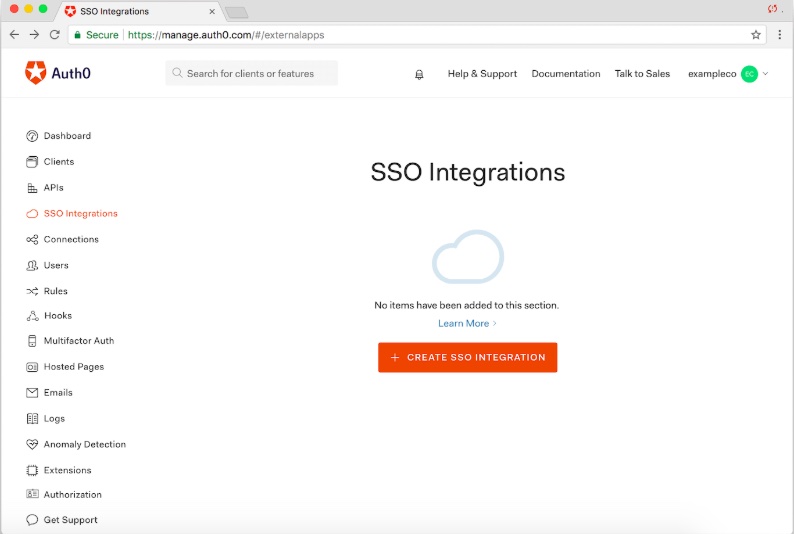 SSO Integrations
Secure
https://manage.auth0.com/#/externalapps
Auth0
Search for clients or features
Help & Support
Documentation
Talk to Sales
exampleco
EC
Dashboard
Clients
APIs
SSO Integrations
Connections
Users
Rules
Hooks
Multifactor Auth
Hosted Pages
Emails
Logs
Anomaly Detection
Extensions
Authorization
Get Support
SSO Integrations
No items have been added to this section.
Learn More >
+ CREATE SSO INTEGRATION